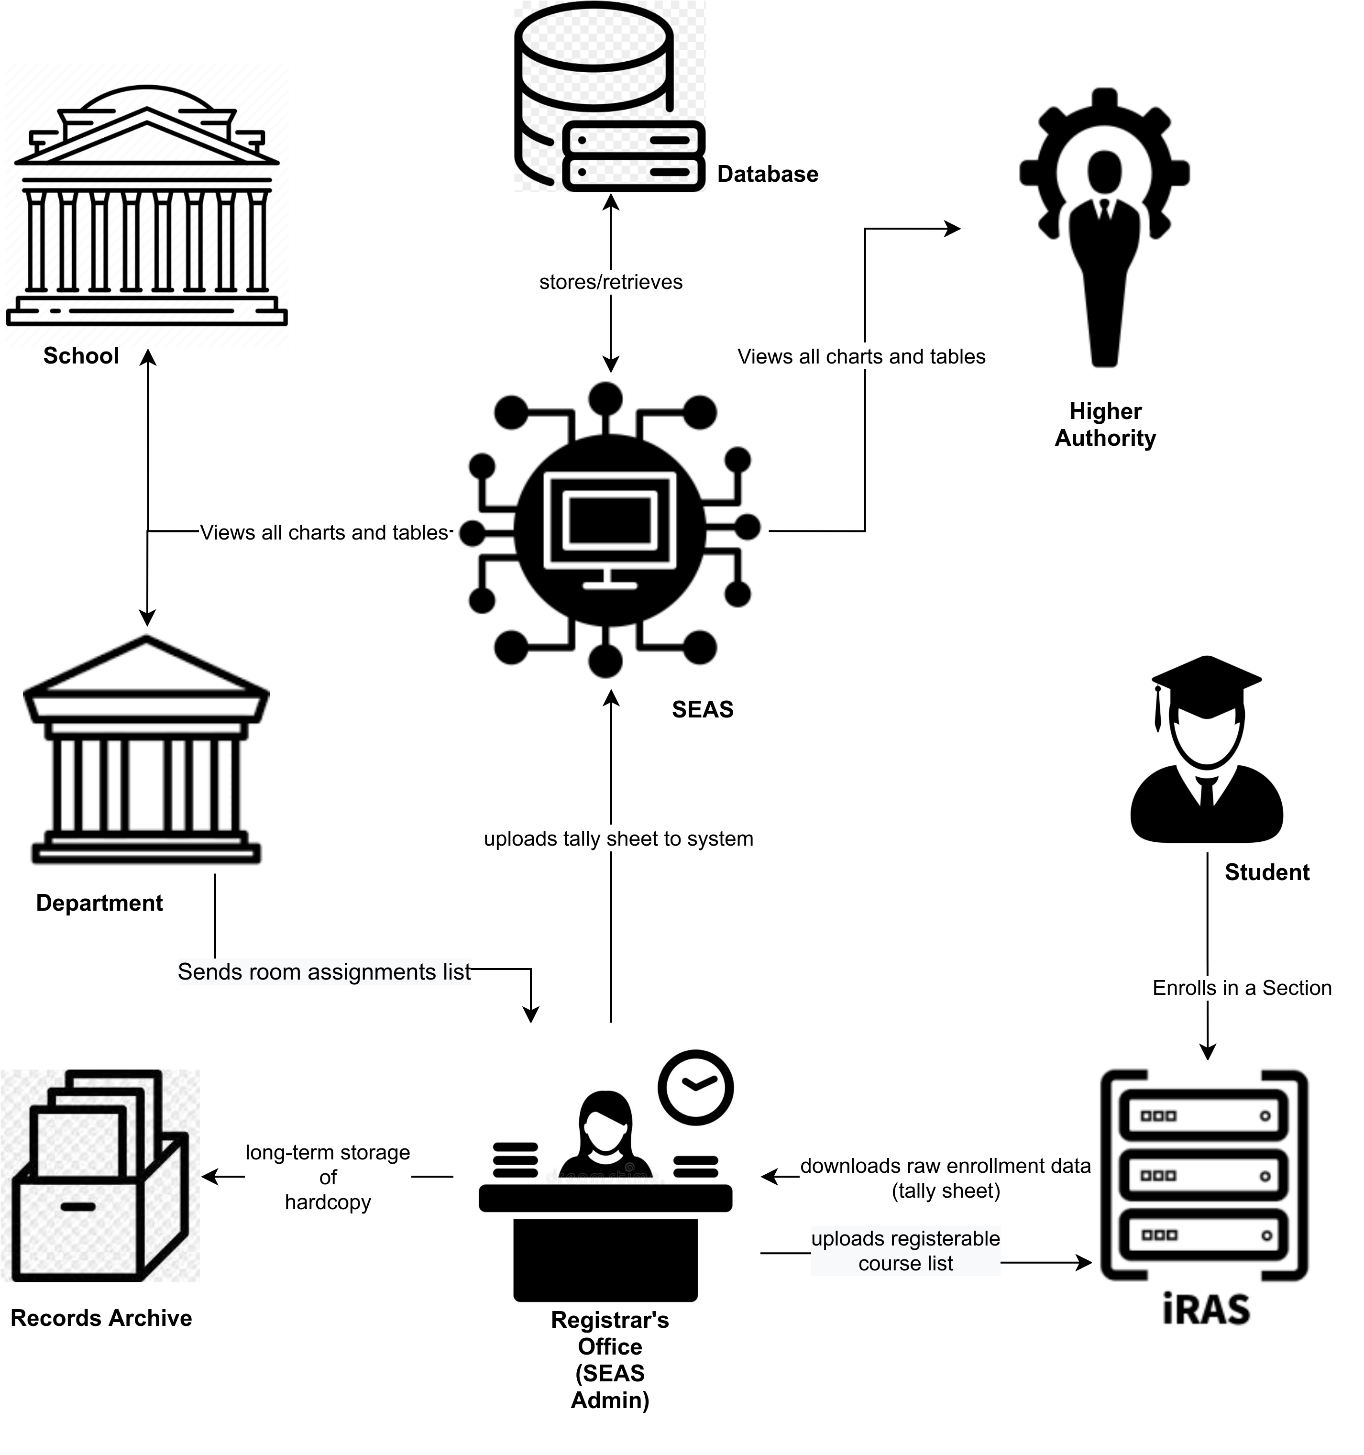 Database
stores/retrieves
School
Views all charts and tables
Higher
Authority
Views all charts and tables
SEAS
uploads tally sheet to system
Student
Department
Sends room assignments list
Enrolls in a Section
long-term storage
of
hardcopy
downloads raw enrollment data
(tally sheet)
uploads registerable
course list
iRAS
Records Archive
Registrar's
Office
(SEAS
Admin)